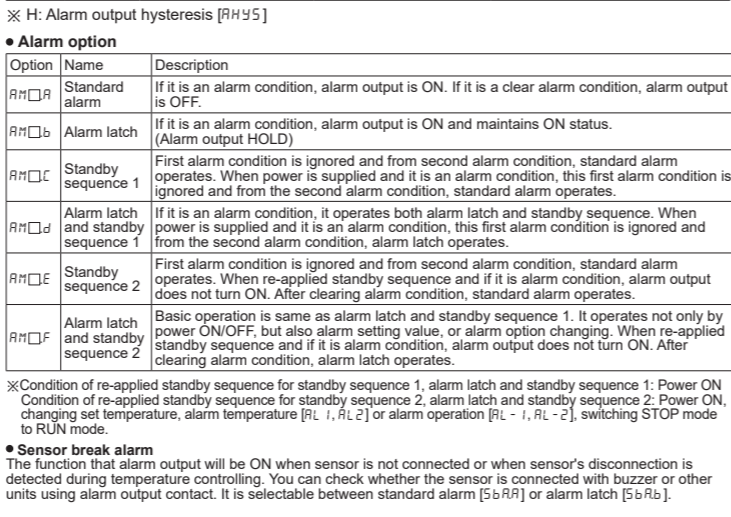 ※ H: Alarm output hysteresis [AHYS]
● Alarm option
Option Name Description
AM□.A Standard alarm If it is an alarm condition, alarm output is ON. If it is a clear alarm condition, alarm output is OFF.
AM□.b Alarm latch If it is an alarm condition, alarm output is ON and maintains ON status.
(Alarm output HOLD)
AM□.C Standby sequence 1 First alarm condition is ignored and from second alarm condition, standard alarm
operates. When power is supplied and it is an alarm condition, this first alarm condition is
ignored and from the second alarm condition, standard alarm operates.
AM□.d Alarm latch and standby sequence 1 If it is an alarm condition, it operates both alarm latch and standby sequence. When
power is supplied and it is an alarm condition, this first alarm condition is ignored and
from the second alarm condition, alarm latch operates.
AM□.E Standby sequence 2 First alarm condition is ignored and from second alarm condition, standard alarm
operates. When re-applied standby sequence and if it is alarm condition, alarm output
does not turn ON. After clearing alarm condition, standard alarm operates.
AM□.F Alarm latch and standby sequence 2 Basic operation is same as alarm latch and standby sequence 1. It operates not only by
power ON/OFF, but also alarm setting value, or alarm option changing. When re-applied
standby sequence and if it is alarm condition, alarm output does not turn ON. After
clearing alarm condition, alarm latch operates.
※Condition of re-applied standby sequence for standby sequence 1, alarm latch and standby sequence 1: Power ON
Condition of re-applied standby sequence for standby sequence 2, alarm latch and standby sequence 2: Power ON,
changing set temperature, alarm temperature [AL1, AL2] or alarm operation [AL-1, AL-2], switching STOP mode
to RUN mode.
● Sensor break alarm
The function that alarm output will be ON when sensor is not connected or when sensor's disconnection is
detected during temperature controlling. You can check whether the sensor is connected with buzzer or other
units using alarm output contact. It is selectable between standard alarm [SbA.A] or alarm latch [SbA.b].